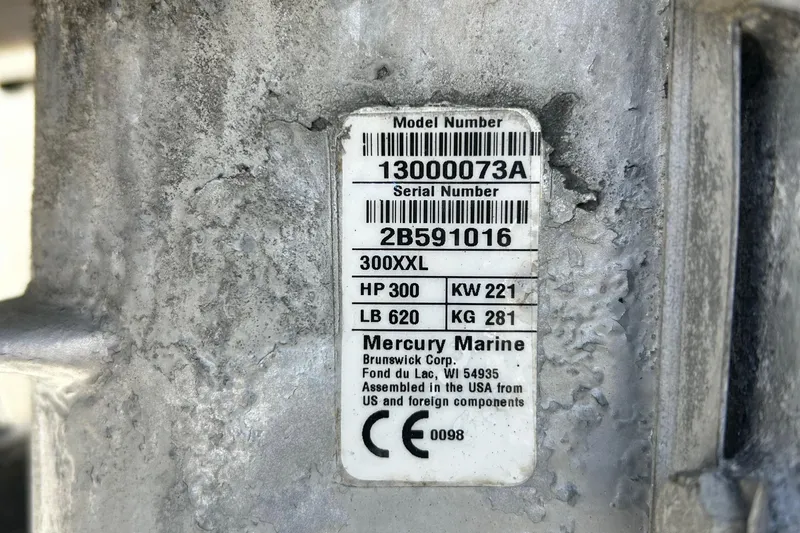 Model Number
13000073A
Serial Number
2B591016
300XXL
HP 300 KW 221
LB 620 KG 281
Mercury Marine
Brunswick Corp.
Fond du Lac, WI 54935
Assembled in the USA from
US and foreign components
CE 0098